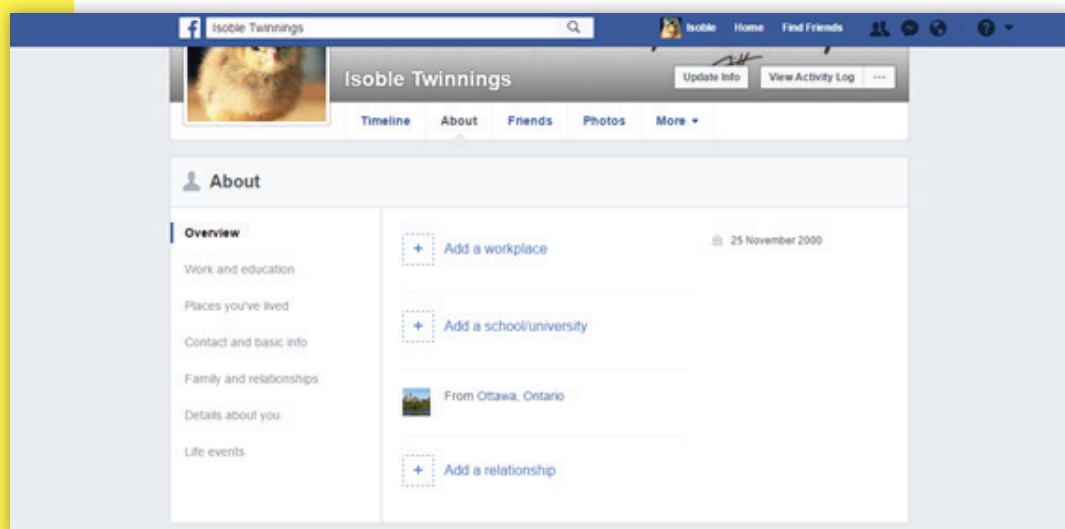 f Isoble Twinnings Isoble Home Find Friends
Isoble Twinnings Update Info View Activity Log ...
Timeline About Friends Photos More
About
Overview
Work and education
Places you've lived
Contact and basic info
Family and relationships
Details about you
Life events
Add a workplace
Add a school/university
From Ottawa, Ontario
Add a relationship
25 November 2000